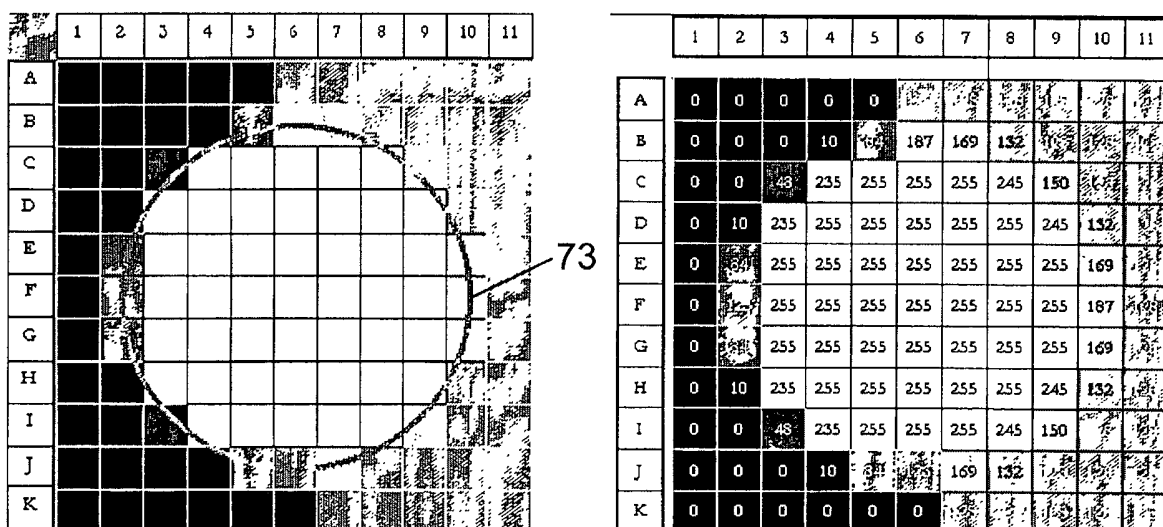 1 2 3 4 5 6 7 8 9 10 11
A
B
C
D
E
F
G
H
I
J
K
73
1 2 3 4 5 6 7 8 9 10 11
A 0 0 0 0 0
B 0 0 0 10 187 169 132
C 0 0 48 235 255 255 255 245 150
D 0 10 235 255 255 255 255 255 245 132
E 0 255 255 255 255 255 255 255 169
F 0 255 255 255 255 255 255 255 187
G 0 255 255 255 255 255 255 255 169
H 0 10 235 255 255 255 255 255 245 132
I 0 0 48 235 255 255 255 245 150
J 0 0 0 10 169 132
K 0 0 0 0 0 0